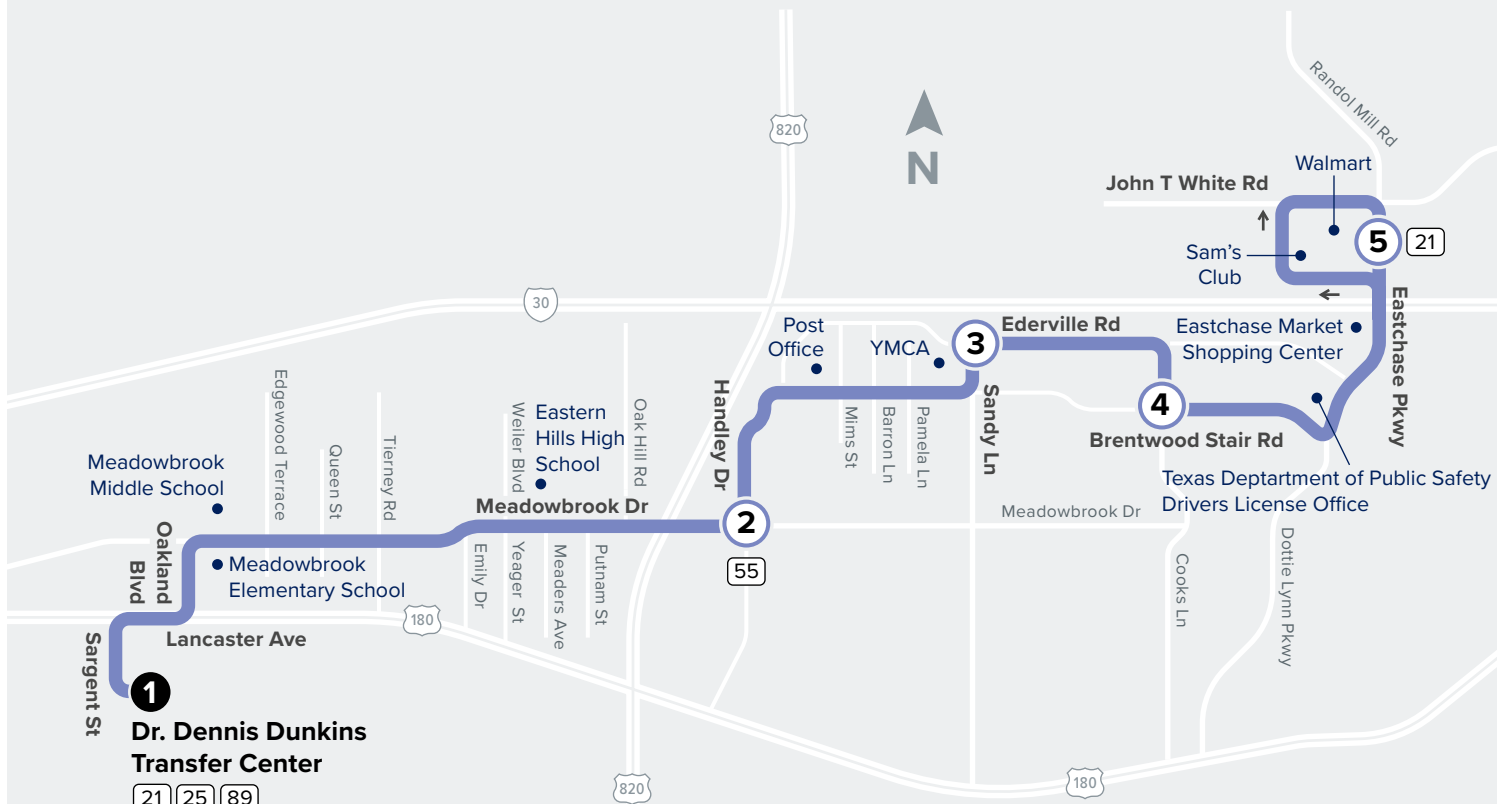 Randol Mill Rd
820
N
Walmart
John T White Rd
5
21
Sam's
Club
30
Eastchase Pkwy
Post
Office
YMCA
3
Ederville Rd
Eastchase Market
Shopping Center
Edgewood Terrace
Queen St
Tierney Rd
Weiler Blvd
Eastern
Hills High
School
Oak Hill Rd
Handley Dr
Mims St
Barron Ln
Pamela Ln
Sandy Ln
4
Brentwood Stair Rd
Meadowbrook
Middle School
Texas Deptartment of Public Safety
Drivers License Office
Meadowbrook Dr
2
Meadowbrook Dr
55
Oakland
Blvd
Meadowbrook
Elementary School
Emily Dr
Yeager St
Meaders Ave
Putnam St
Cooks Ln
Dottie Lynn Pkwy
180
Lancaster Ave
Sargent St
1
Dr. Dennis Dunkins
Transfer Center
21 25 89
820
180